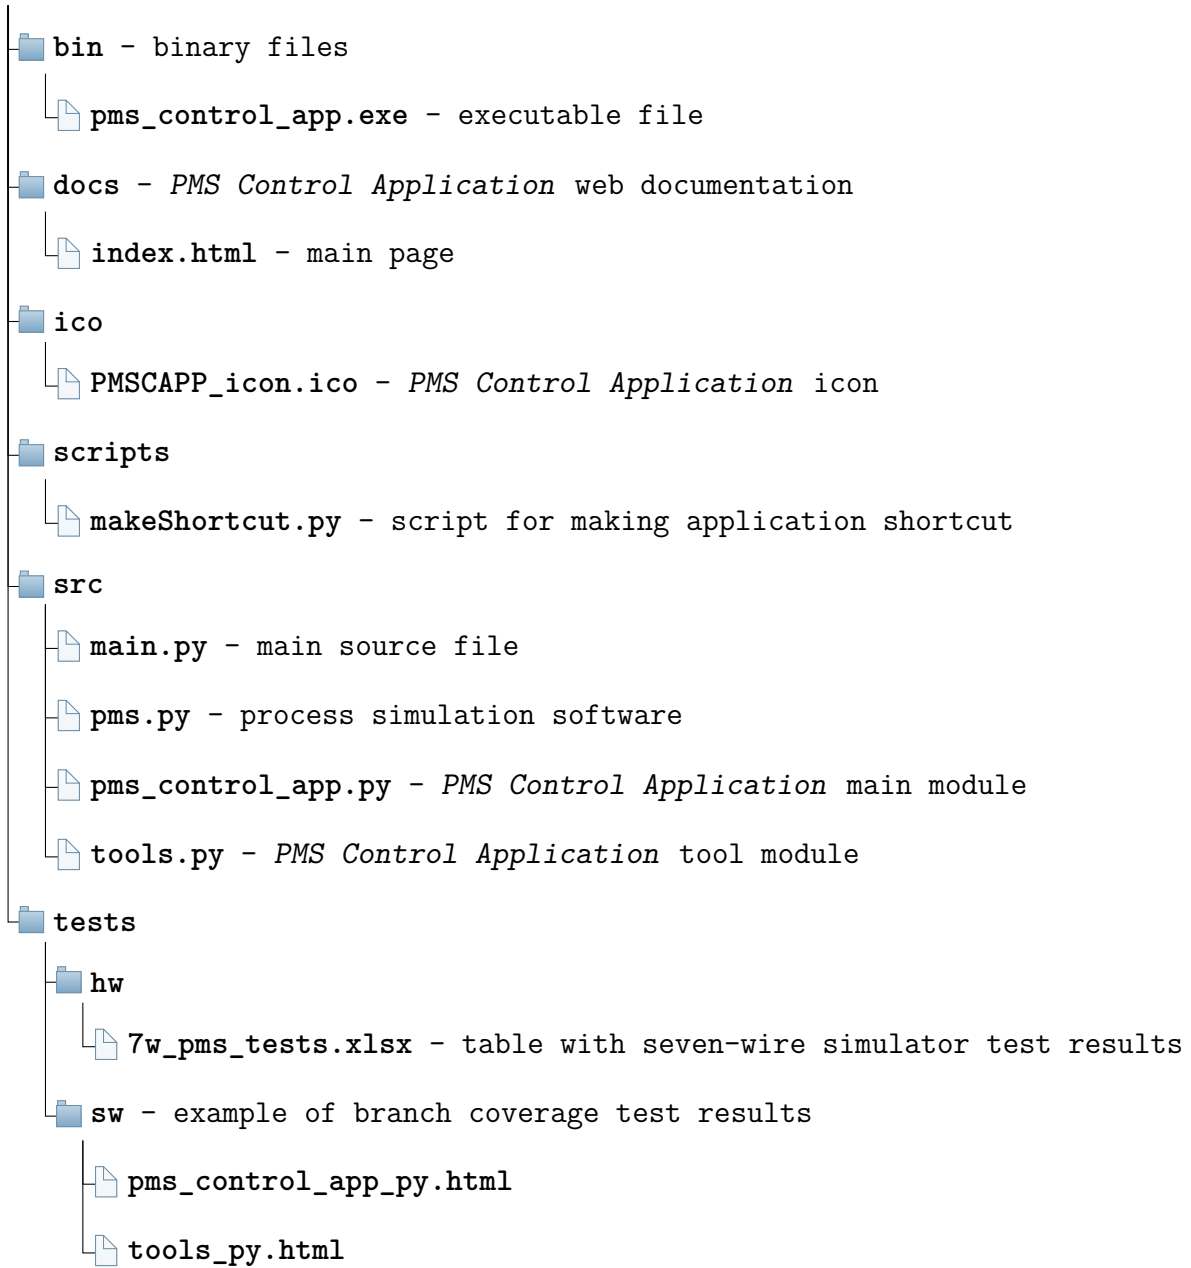 bin - binary files
pms_control_app.exe - executable file
docs - PMS Control Application web documentation
index.html - main page
ico
PMSCAPP_icon.ico - PMS Control Application icon
scripts
makeShortcut.py - script for making application shortcut
src
main.py - main source file
pms.py - process simulation software
pms_control_app.py - PMS Control Application main module
tools.py - PMS Control Application tool module
tests
hw
7w_pms_tests.xlsx - table with seven-wire simulator test results
sw - example of branch coverage test results
pms_control_app_py.html
tools_py.html